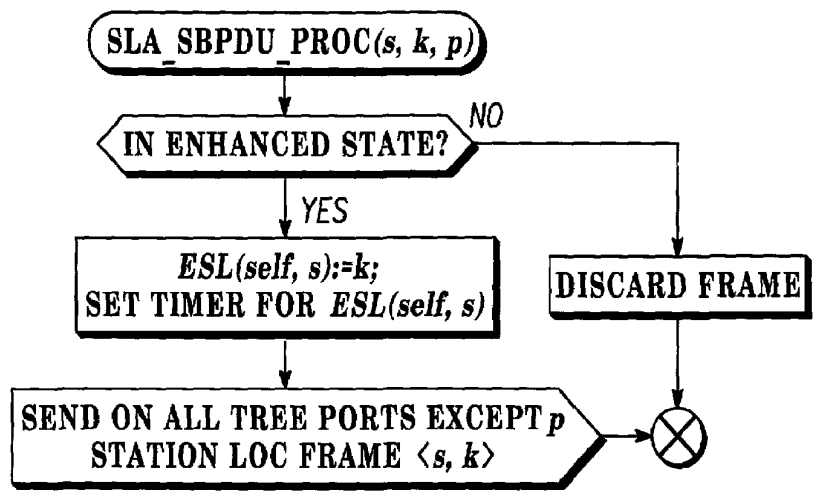 SLA_SBPDU_PROC(s, k, p)
IN ENHANCED STATE?
NO
YES
ESL(self, s):=k;
SET TIMER FOR ESL(self, s)
DISCARD FRAME
SEND ON ALL TREE PORTS EXCEPT p
STATION LOC FRAME <s, k>